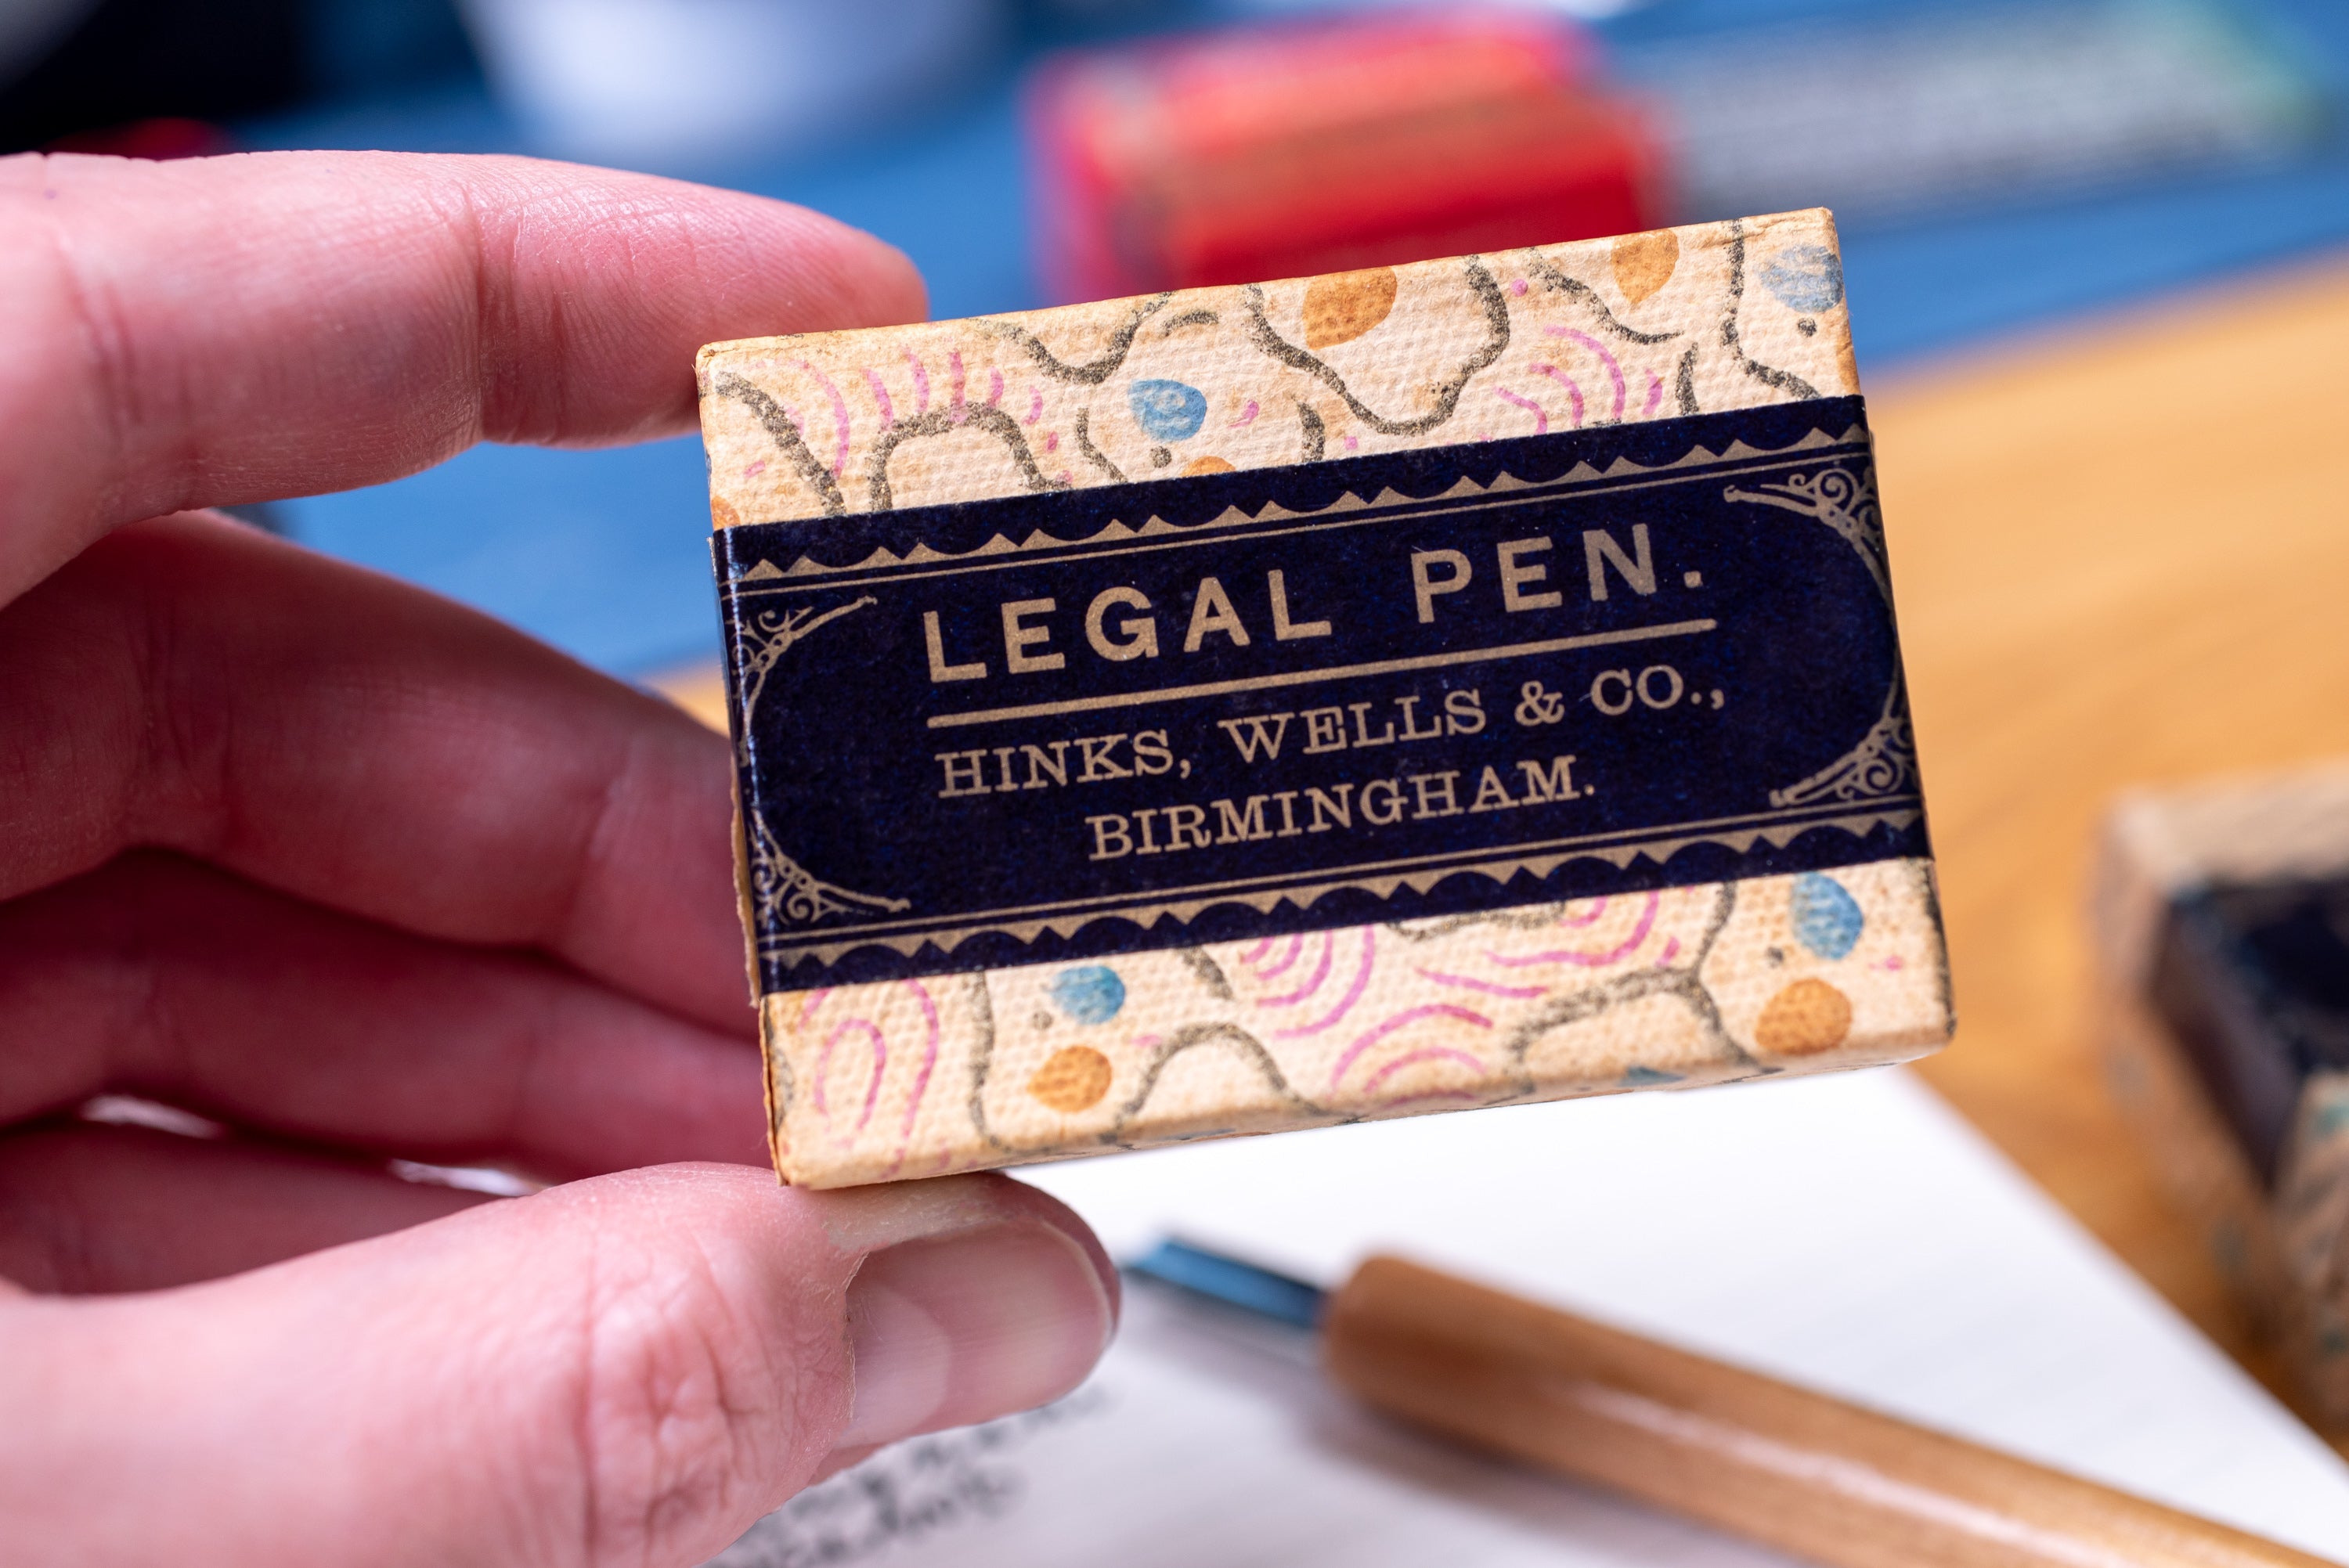 LEGAL PEN.
HINKS, WELLS & CO.,
BIRMINGHAM.